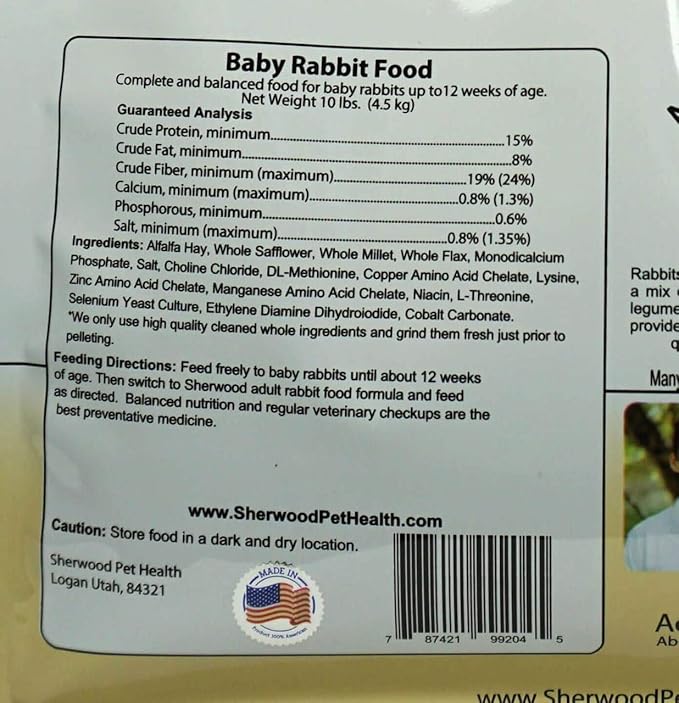 Baby Rabbit Food
Complete and balanced food for baby rabbits up to12 weeks of age.
Net Weight 10 lbs. (4.5 kg)
Guaranteed Analysis
Crude Protein, minimum..........15%
Crude Fat, minimum..........8%
Crude Fiber, minimum (maximum)..........19% (24%)
Calcium, minimum (maximum)..........0.8% (1.3%)
Phosphorous, minimum..........0.6%
Salt, minimum (maximum)..........0.8% (1.35%)
Ingredients: Alfalfa Hay, Whole Safflower, Whole Millet, Whole Flax, Monodicalcium
Phosphate, Salt, Choline Chloride, DL-Methionine, Copper Amino Acid Chelate, Lysine,
Zinc Amino Acid Chelate, Manganese Amino Acid Chelate, Niacin, L-Threonine,
Selenium Yeast Culture, Ethylene Diamine Dihydroiodide, Cobalt Carbonate.
*We only use high quality cleaned whole ingredients and grind them fresh just prior to
pelleting.
Feeding Directions: Feed freely to baby rabbits until about 12 weeks
of age. Then switch to Sherwood adult rabbit food formula and feed
as directed. Balanced nutrition and regular veterinary checkups are the
best preventative medicine.
www.SherwoodPetHealth.com
Caution: Store food in a dark and dry location.
Sherwood Pet Health
Logan Utah, 84321
MADE IN
Product 100% American
7 87421 99204 5
Rabbits
a mix
legume
provide
q
Many
Ab
www.SherwoodPe